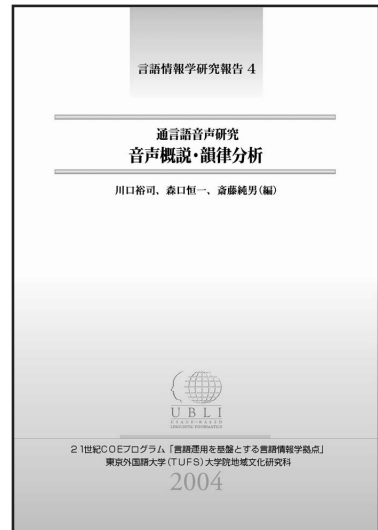 言語情報学研究報告 4
通言語音声研究
音声概説・韻律分析
川口裕司、森口恒一、斎藤純男(編)
UBLI
USAGE-BASED
LINGUISTIC INFORMATICS
21世紀COEプログラム「言語運用を基盤とする言語情報学拠点」
東京外国語大学(TUFS)大学院地域文化研究科
2004